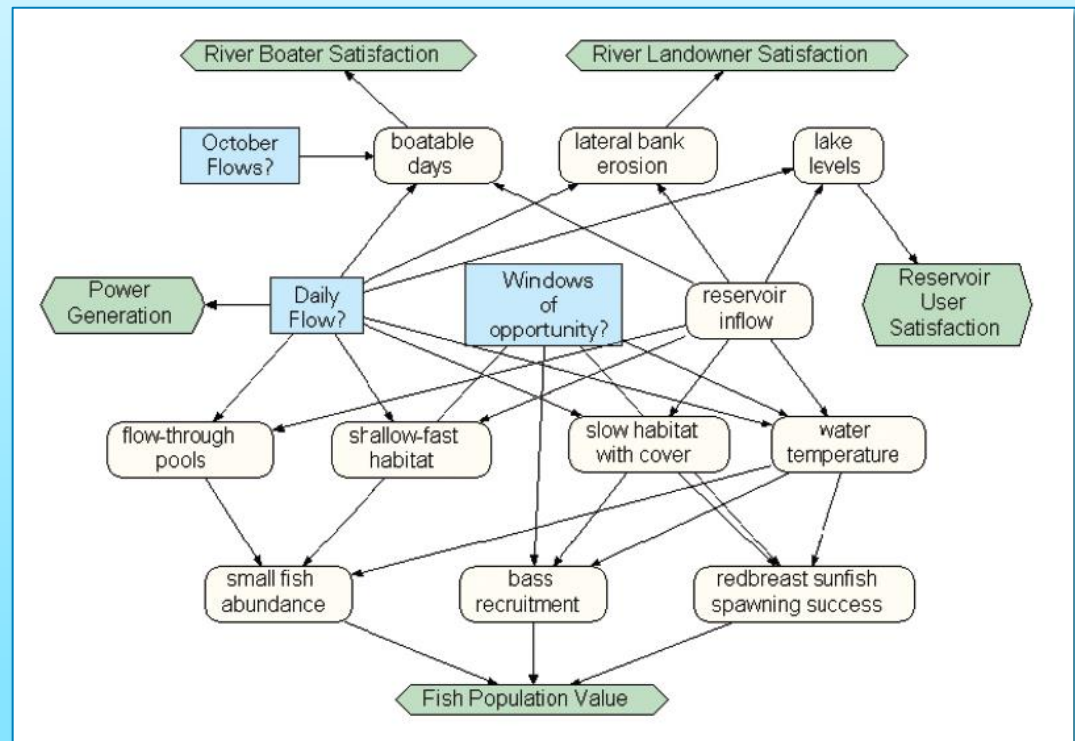 River Boater Satisfaction
River Landowner Satisfaction
October
Flows?
boatable
days
lateral bank
erosion
lake
levels
Power
Generation
Daily
Flow?
Windows
of
opportunity?
reservoir
inflow
Reservoir
User
Satisfaction
flow-through
pools
shallow-fast
habitat
slow habitat
with cover
water
temperature
small fish
abundance
bass
recruitment
redbreast sunfish
spawning success
Fish Population Value